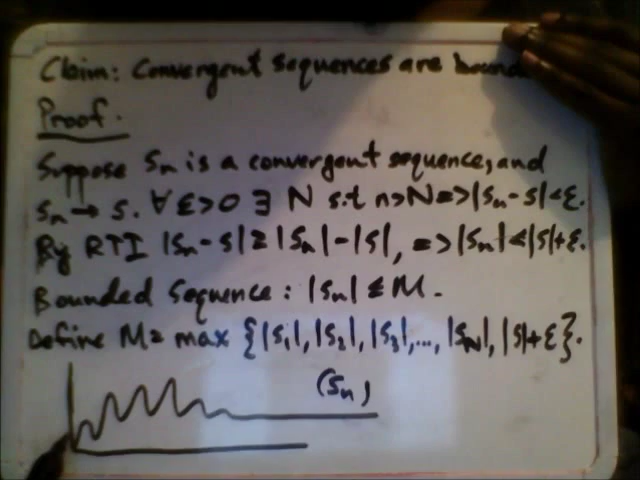 Claim: Convergent sequences are bound
Proof.
Suppose Sn is a convergent sequence, and
Sn → S. ∀ ε>0 ∃ N s.t n>N=>|Sn-S|<ε.
By RTI |Sn-S|≥|Sn|-|S|, =>|Sn|<|S|+ε.
Bounded Sequence: |Sn| ≤ M.
Define M= max {|S1|, |S2|, |S3|,..., |SN|, |S|+ε}.
(Sn)